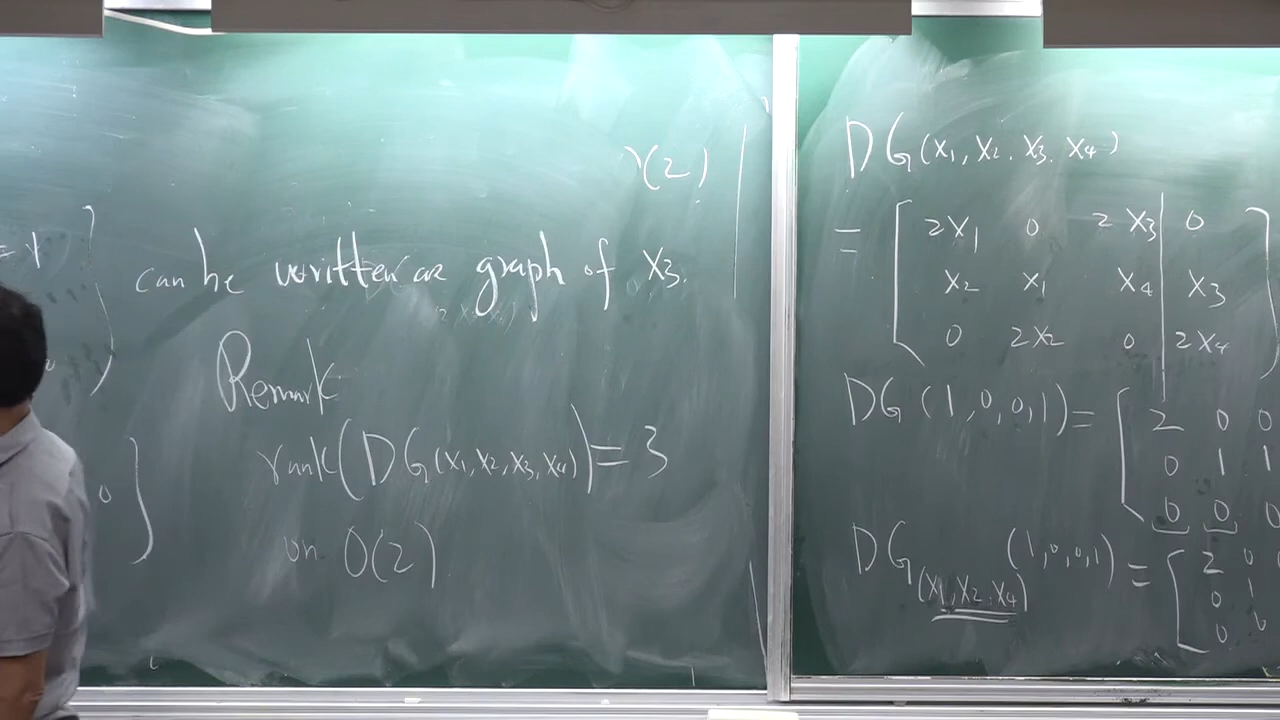 γ(2)
= γ
can be written as graph of X3.
Remark
rank(DG(x1,x2,x3,x4)) = 3
on O(2)
0
DG(x1, x2. x3. x4)
= [ 2x1 0 2x3 | 0 ]
x2 x1 x4 | x3
0 2x2 0 | 2x4
DG(1,0,0,1) = [ 2 0 0
0 1 1
0 0 0
DG(x1,x2.x4) (1,0,0,1) = [ 2 0 0
0 1
0 0